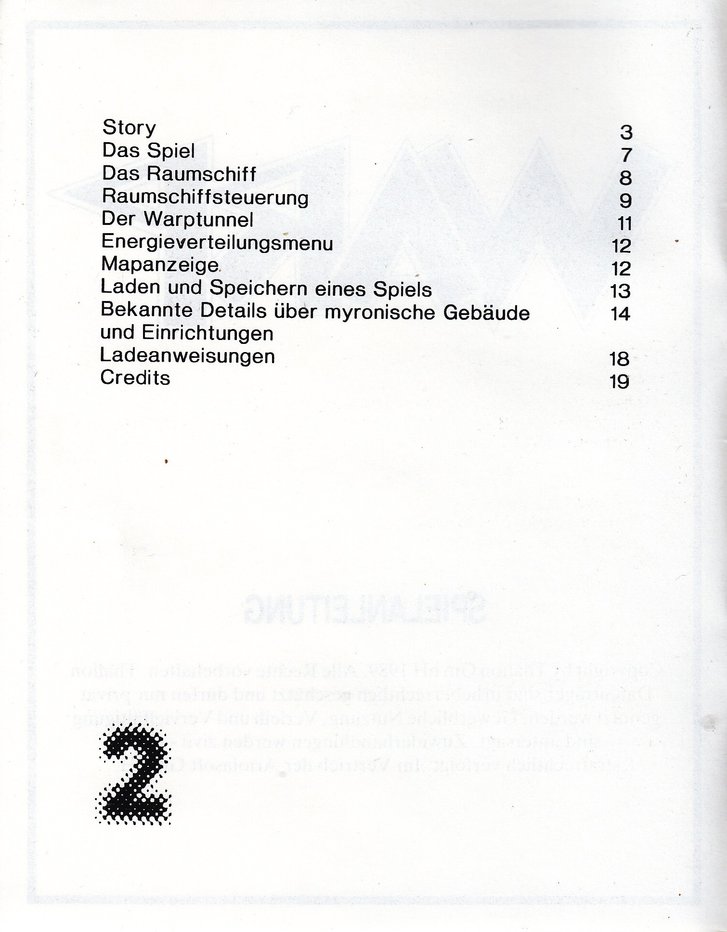 Story 3
Das Spiel 7
Das Raumschiff 8
Raumschiffsteuerung 9
Der Warptunnel 11
Energieverteilungsmenu 12
Mapanzeige 12
Laden und Speichern eines Spiels 13
Bekannte Details über myronische Gebäude 14
und Einrichtungen
Ladeanweisungen 18
Credits 19
SPIELANLEITUNG
2